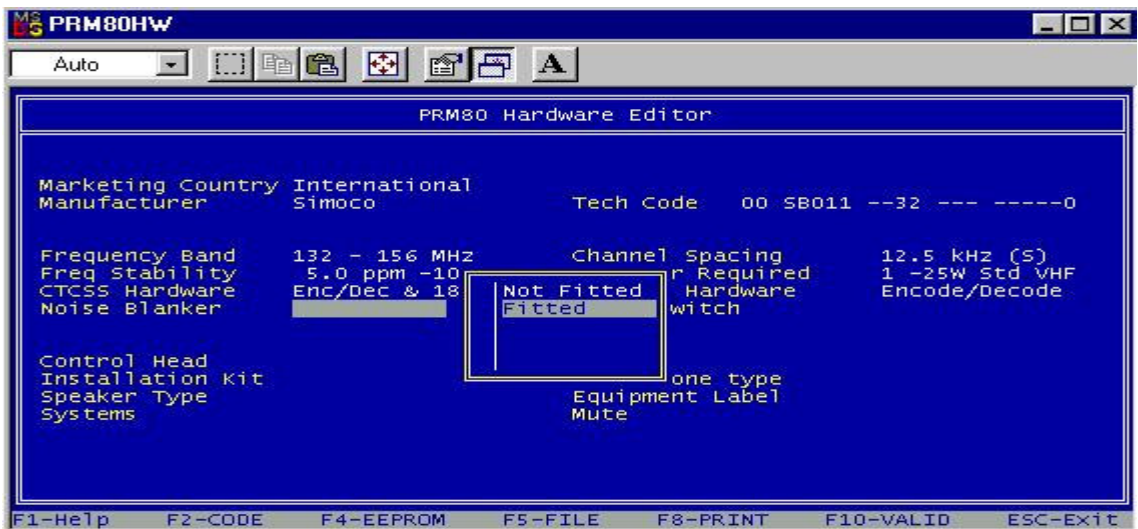 PRM80HW
Auto
A
PRM80 Hardware Editor
Marketing Country International
Manufacturer Simoco Tech Code 00 SB011 --32 --- -----0
Frequency Band 132 - 156 MHz Channel Spacing 12.5 kHz (S)
Freq Stability 5.0 ppm -10 r Required 1 -25W Std VHF
CTCSS Hardware Enc/Dec & 18 Not Fitted Hardware Encode/Decode
Noise Blanker Fitted witch
Control Head
Installation Kit one type
Speaker Type Equipment Label
Systems Mute
F1-Help F2-CODE F4-EEPROM F5-FILE F8-PRINT F10-VALID ESC-Exit